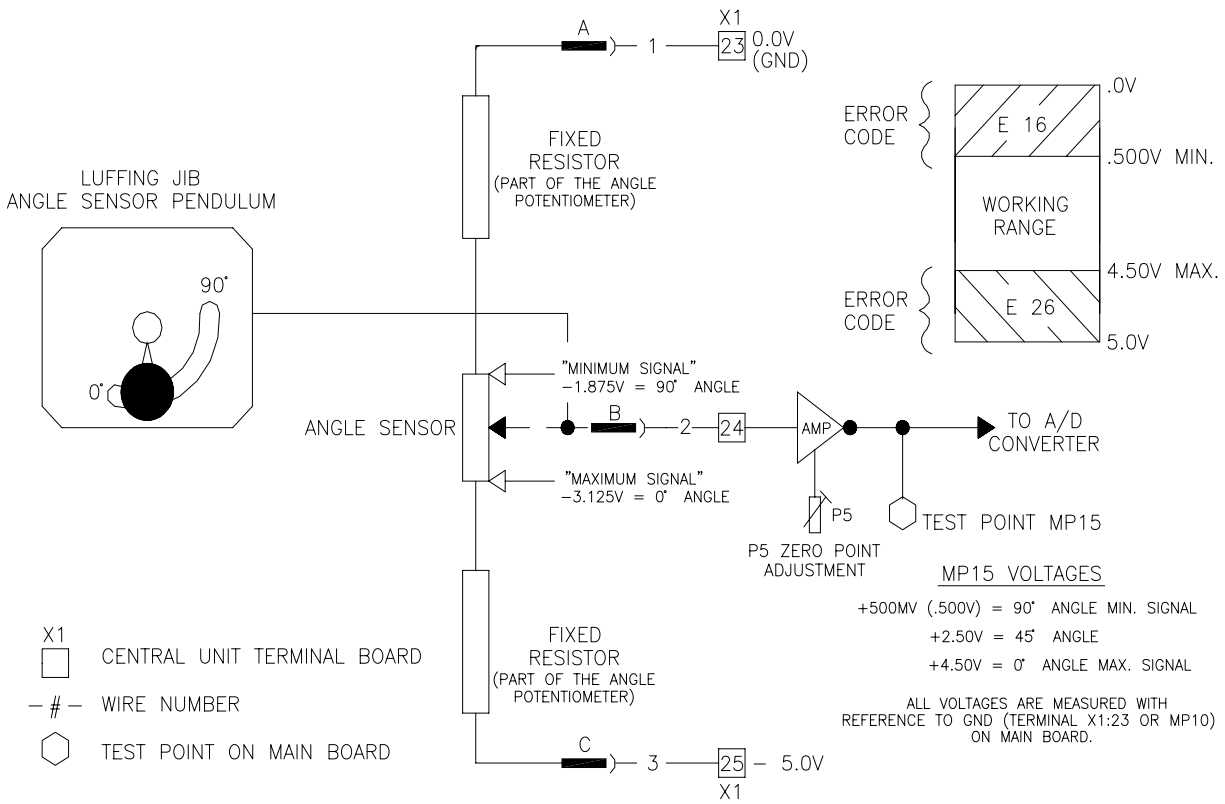 A
1
X1
23
0.0V
(GND)
FIXED
RESISTOR
(PART OF THE ANGLE
POTENTIOMETER)
ERROR
CODE
E 16
.0V
.500V MIN.
WORKING
RANGE
4.50V MAX.
ERROR
CODE
E 26
5.0V
LUFFING JIB
ANGLE SENSOR PENDULUM
90°
0°
"MINIMUM SIGNAL"
-1.875V = 90° ANGLE
ANGLE SENSOR
B
2
24
AMP
TO A/D
CONVERTER
"MAXIMUM SIGNAL"
-3.125V = 0° ANGLE
P5
P5 ZERO POINT
ADJUSTMENT
TEST POINT MP15
MP15 VOLTAGES
+500MV (.500V) = 90° ANGLE MIN. SIGNAL
+2.50V = 45° ANGLE
+4.50V = 0° ANGLE MAX. SIGNAL
ALL VOLTAGES ARE MEASURED WITH
REFERENCE TO GND (TERMINAL X1:23 OR MP10)
ON MAIN BOARD.
FIXED
RESISTOR
(PART OF THE ANGLE
POTENTIOMETER)
C
3
25
- 5.0V
X1
X1
CENTRAL UNIT TERMINAL BOARD
-#- WIRE NUMBER
TEST POINT ON MAIN BOARD